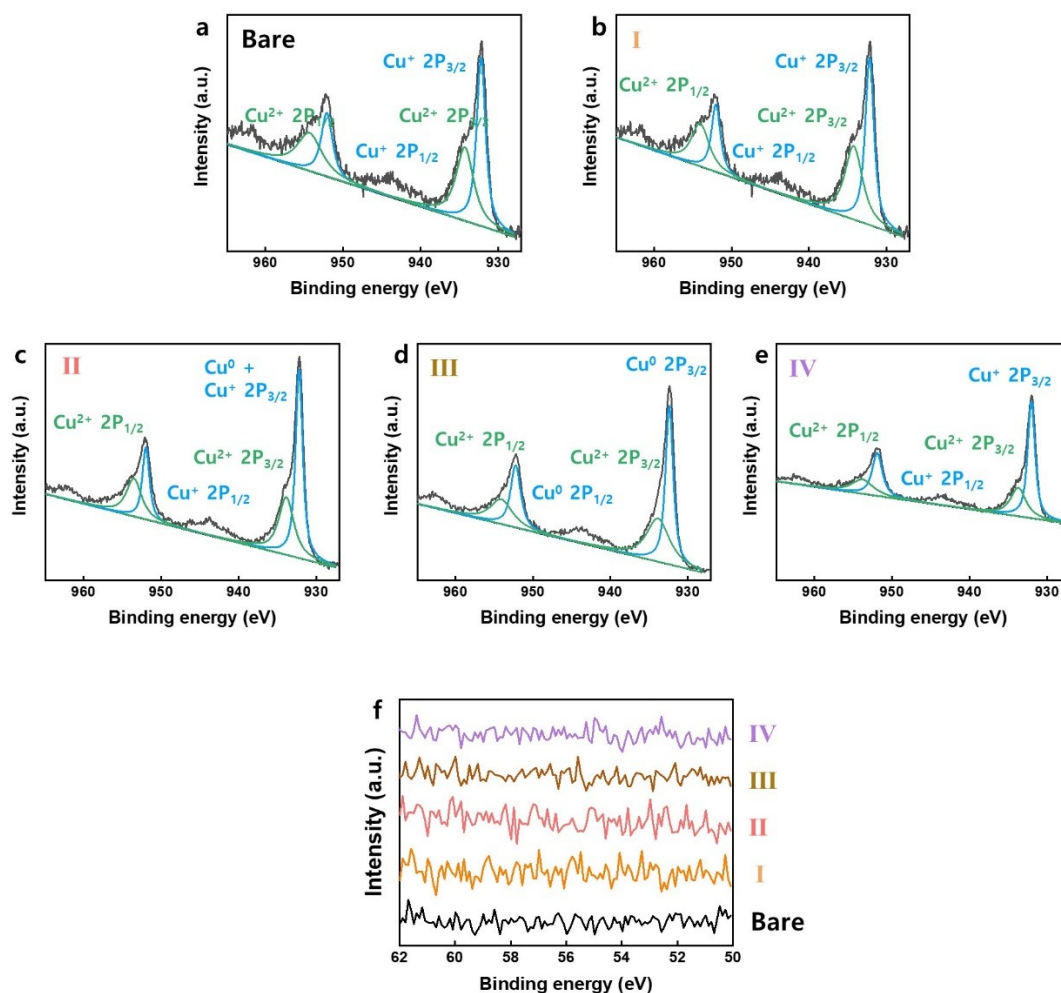 a
Bare
Cu⁺ 2P₃/₂
Cu²⁺ 2P₁/₂
Cu²⁺ 2P₃/₂
Cu⁺ 2P₁/₂
Intensity (a.u.)
960 950 940 930
Binding energy (eV)
b
I
Cu⁺ 2P₃/₂
Cu²⁺ 2P₁/₂
Cu²⁺ 2P₃/₂
Cu⁺ 2P₁/₂
Intensity (a.u.)
960 950 940 930
Binding energy (eV)
c
II
Cu⁰ +
Cu⁺ 2P₃/₂
Cu²⁺ 2P₁/₂
Cu²⁺ 2P₃/₂
Cu⁺ 2P₁/₂
Intensity (a.u.)
960 950 940 930
Binding energy (eV)
d
III
Cu⁰ 2P₃/₂
Cu²⁺ 2P₁/₂
Cu²⁺ 2P₃/₂
Cu⁰ 2P₁/₂
Intensity (a.u.)
960 950 940 930
Binding energy (eV)
e
IV
Cu⁺ 2P₃/₂
Cu²⁺ 2P₁/₂
Cu²⁺ 2P₃/₂
Cu⁺ 2P₁/₂
Intensity (a.u.)
960 950 940 930
Binding energy (eV)
f
IV
III
II
I
Bare
Intensity (a.u.)
62 60 58 56 54 52 50
Binding energy (eV)